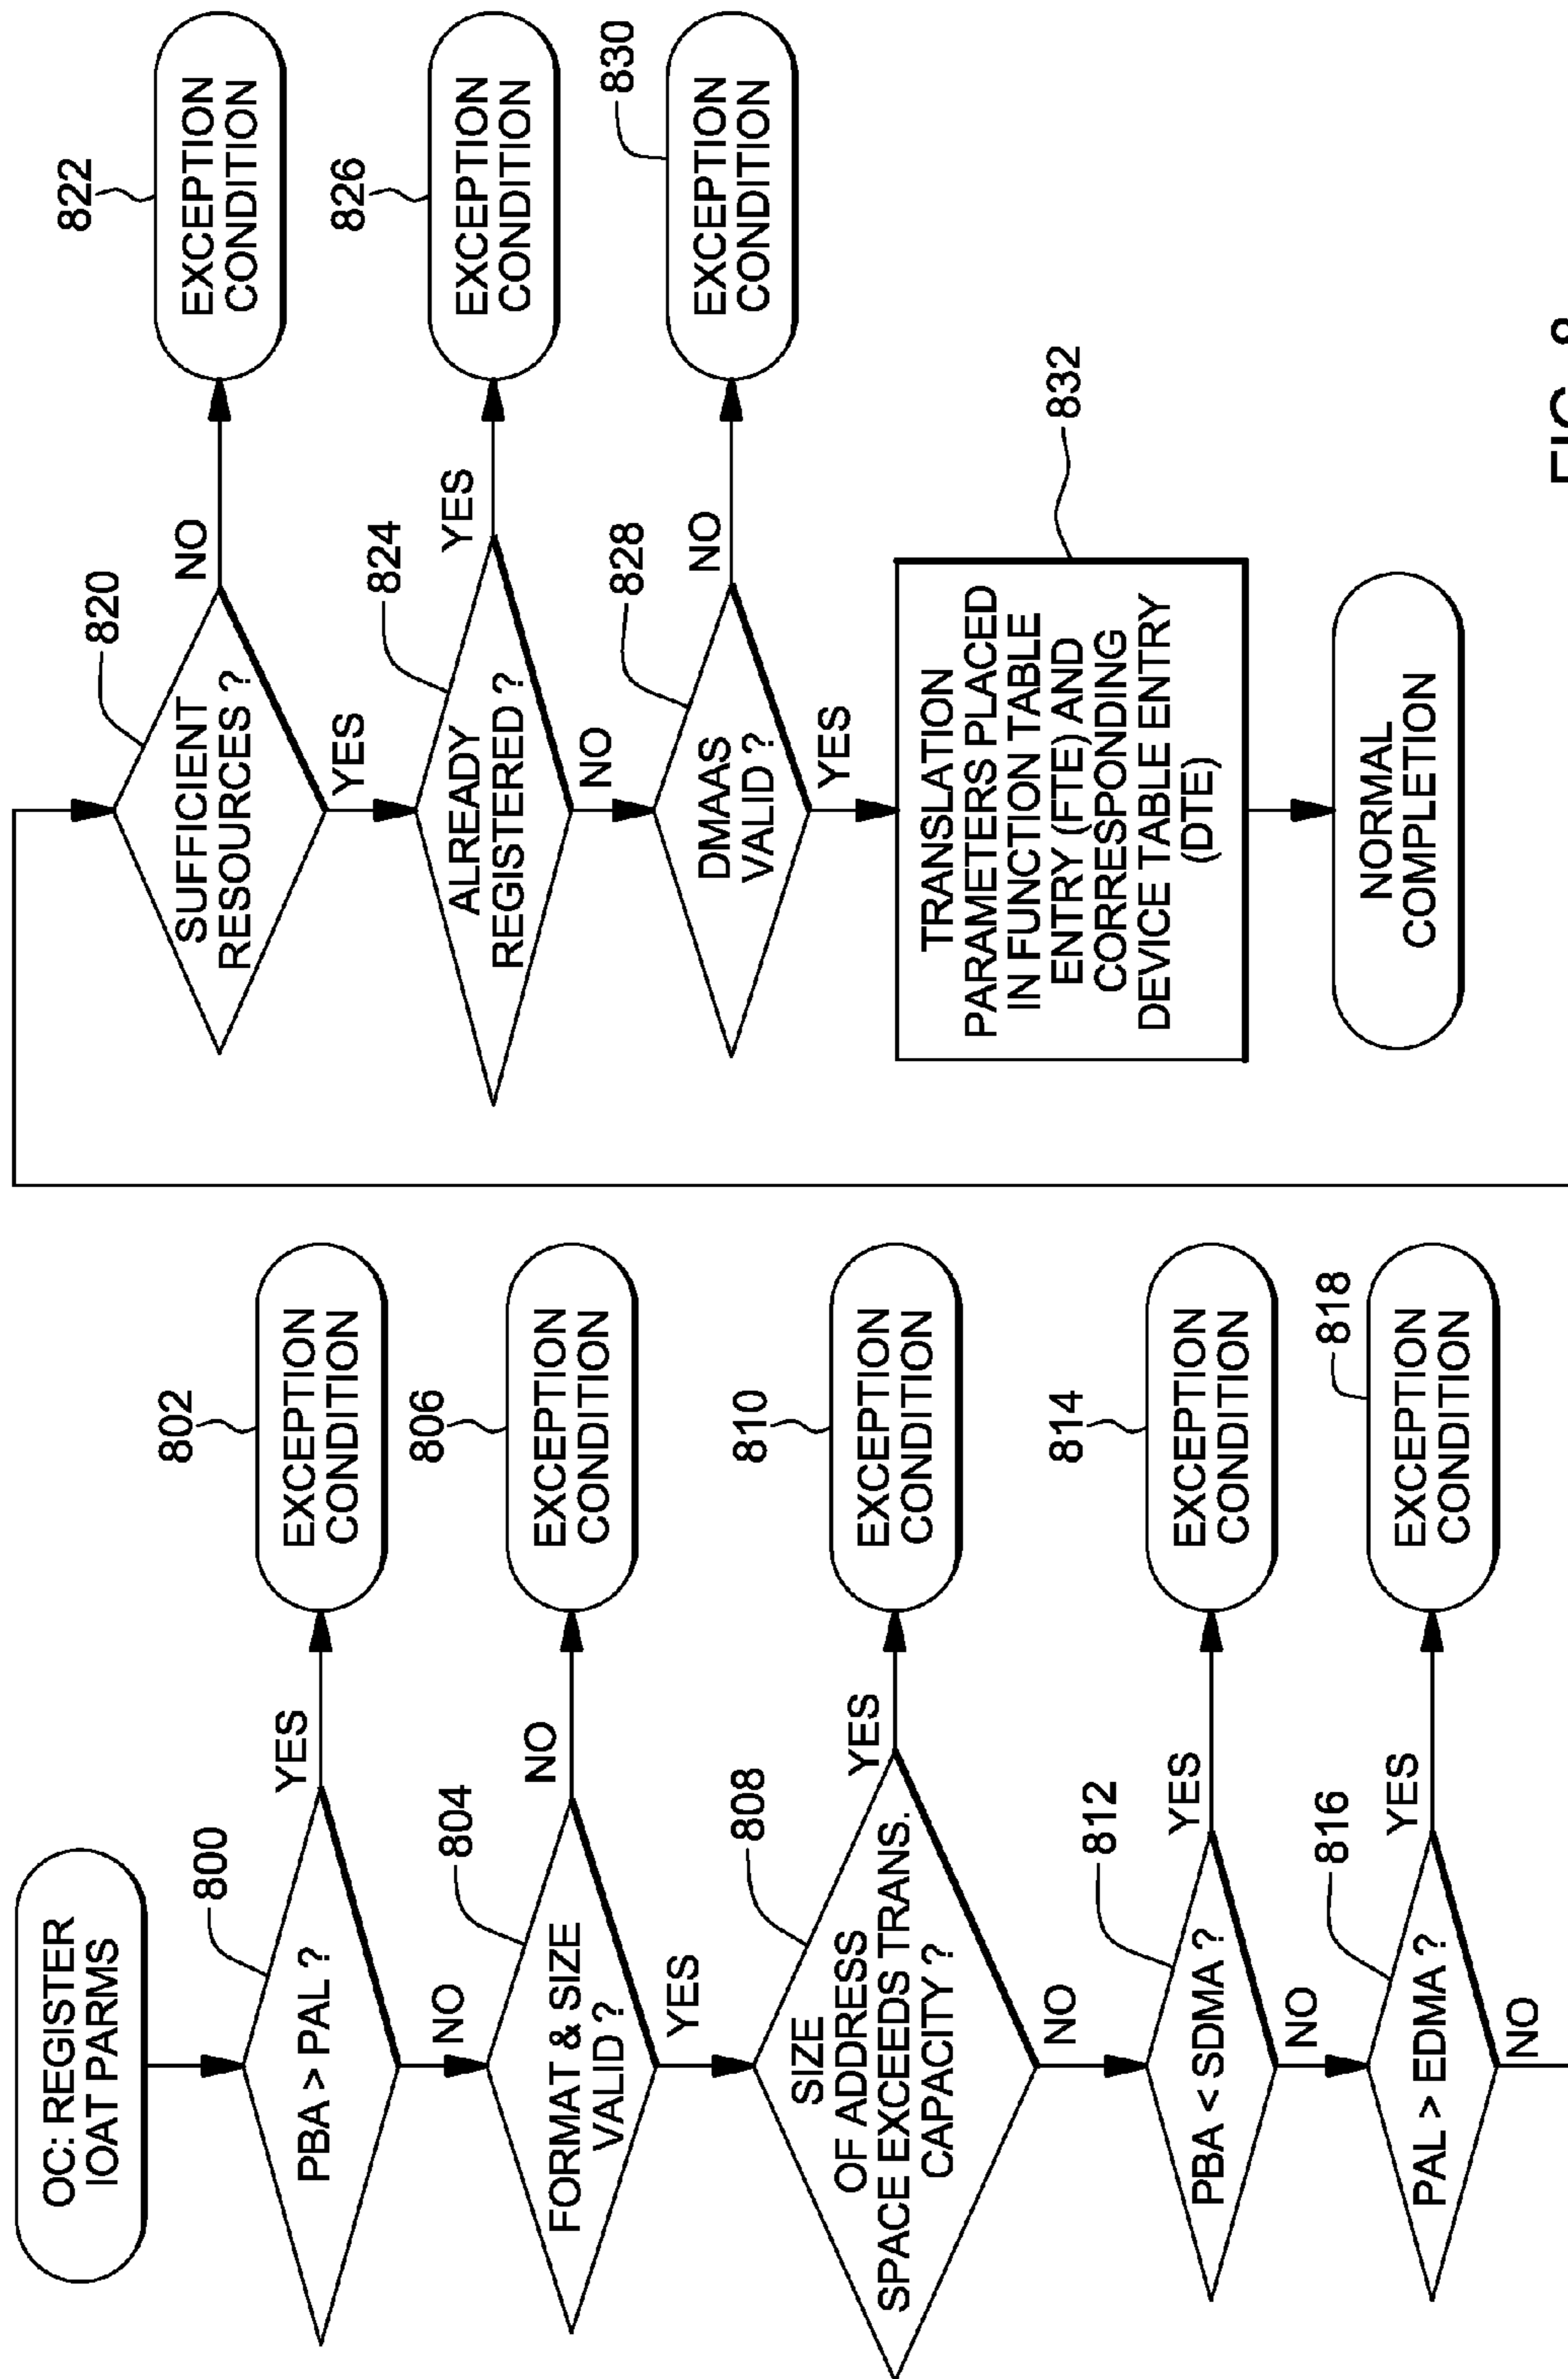 OC: REGISTER
IOAT PARMS
800
PBA > PAL ?
YES
802
EXCEPTION
CONDITION
NO
804
FORMAT & SIZE
VALID ?
NO
806
EXCEPTION
CONDITION
YES
808
SIZE
OF ADDRESS
SPACE EXCEEDS TRANS.
CAPACITY ?
YES
810
EXCEPTION
CONDITION
NO
812
PBA < SDMA ?
YES
814
EXCEPTION
CONDITION
NO
816
PAL > EDMA ?
YES
818
EXCEPTION
CONDITION
NO
820
SUFFICIENT
RESOURCES ?
NO
822
EXCEPTION
CONDITION
YES
824
ALREADY
REGISTERED ?
YES
826
EXCEPTION
CONDITION
NO
828
DMAAS
VALID ?
NO
830
EXCEPTION
CONDITION
YES
832
TRANSLATION
PARAMETERS PLACED
IN FUNCTION TABLE
ENTRY (FTE) AND
CORRESPONDING
DEVICE TABLE ENTRY
(DTE)
NORMAL
COMPLETION